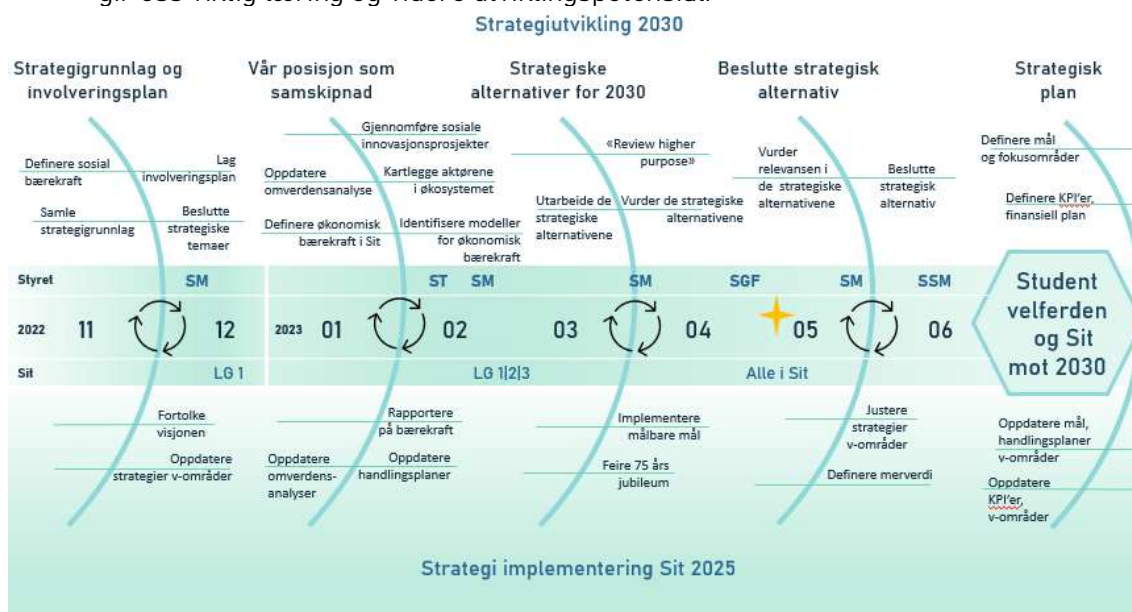 gir oss viktig læring og videre utviklingspotensial.
Strategiutvikling 2030
Strategigrunnlag og
involveringsplan
Vår posisjon som
samskipnad
Strategiske
alternativer for 2030
Beslutte strategisk
alternativ
Strategisk
plan
Definere sosial
bærekraft
Lag
involveringsplan
Samle
strategigrunnlag
Beslutte
strategiske
temaer
Gjennomføre sosiale
innovasjonsprosjekter
Oppdatere
omverdensanalyse
Kartlegge aktørene
i økosystemet
Definere økonomisk
bærekraft i Sit
Identifisere modeller
for økonomisk
bærekraft
«Review higher
purpose»
Utarbeide de
strategiske
alternativene
Vurder de strategiske
alternativene
Vurder
relevansen i
de strategiske
alternativene
Beslutte
strategisk
alternativ
Definere mål
og fokusområder
Definere KPI'er,
finansiell plan
Styret
SM
ST
SM
SM
SGF
SM
SSM
2022
11
12
2023
01
02
03
04
05
06
Student
velferden
og Sit
mot 2030
Sit
LG 1
LG 1|2|3
Alle i Sit
Fortolke
visjonen
Oppdatere
strategier v-områder
Rapportere
på bærekraft
Oppdatere
omverdens-
analyser
Oppdatere
handlingsplaner
Implementere
målbare mål
Feire 75 års
jubileum
Justere
strategier
v-områder
Definere merverdi
Oppdatere mål,
handlingsplaner
v-områder
Oppdatere
KPI'er,
v-områder
Strategi implementering Sit 2025